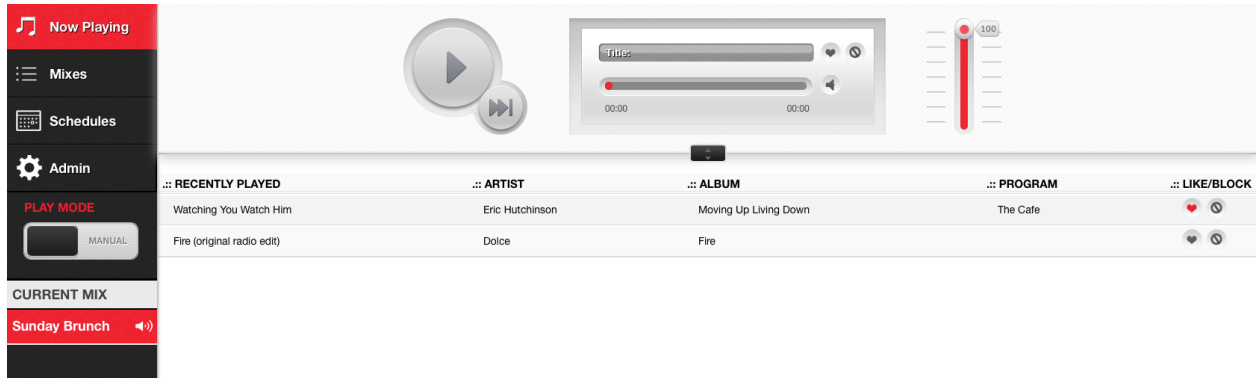 Now Playing
Mixes
Schedules
Admin
PLAY MODE
MANUAL
CURRENT MIX
Sunday Brunch
Title:
00:00 00:00
100
.:: RECENTLY PLAYED .:: ARTIST .:: ALBUM .:: PROGRAM .:: LIKE/BLOCK
Watching You Watch Him Eric Hutchinson Moving Up Living Down The Cafe
Fire (original radio edit) Dolce Fire